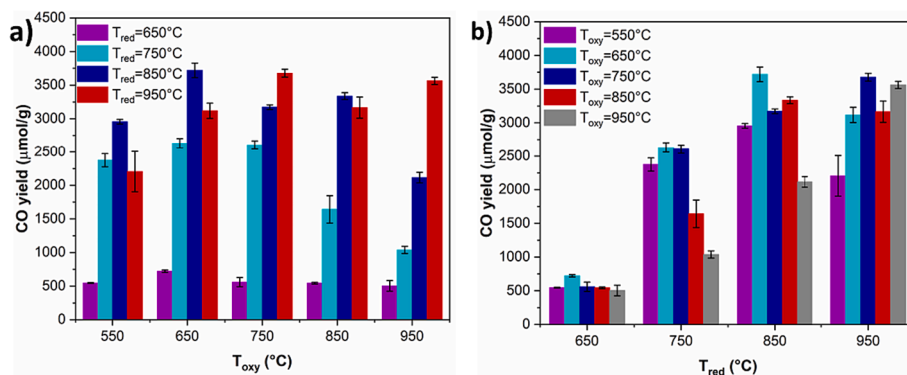 a)
T_red=650°C
T_red=750°C
T_red=850°C
T_red=950°C
CO yield (μmol/g)
4500
4000
3500
3000
2500
2000
1500
1000
500
0
550 650 750 850 950
T_oxy (°C)
b)
T_oxy=550°C
T_oxy=650°C
T_oxy=750°C
T_oxy=850°C
T_oxy=950°C
CO yield (μmol/g)
4500
4000
3500
3000
2500
2000
1500
1000
500
0
650 750 850 950
T_red (°C)